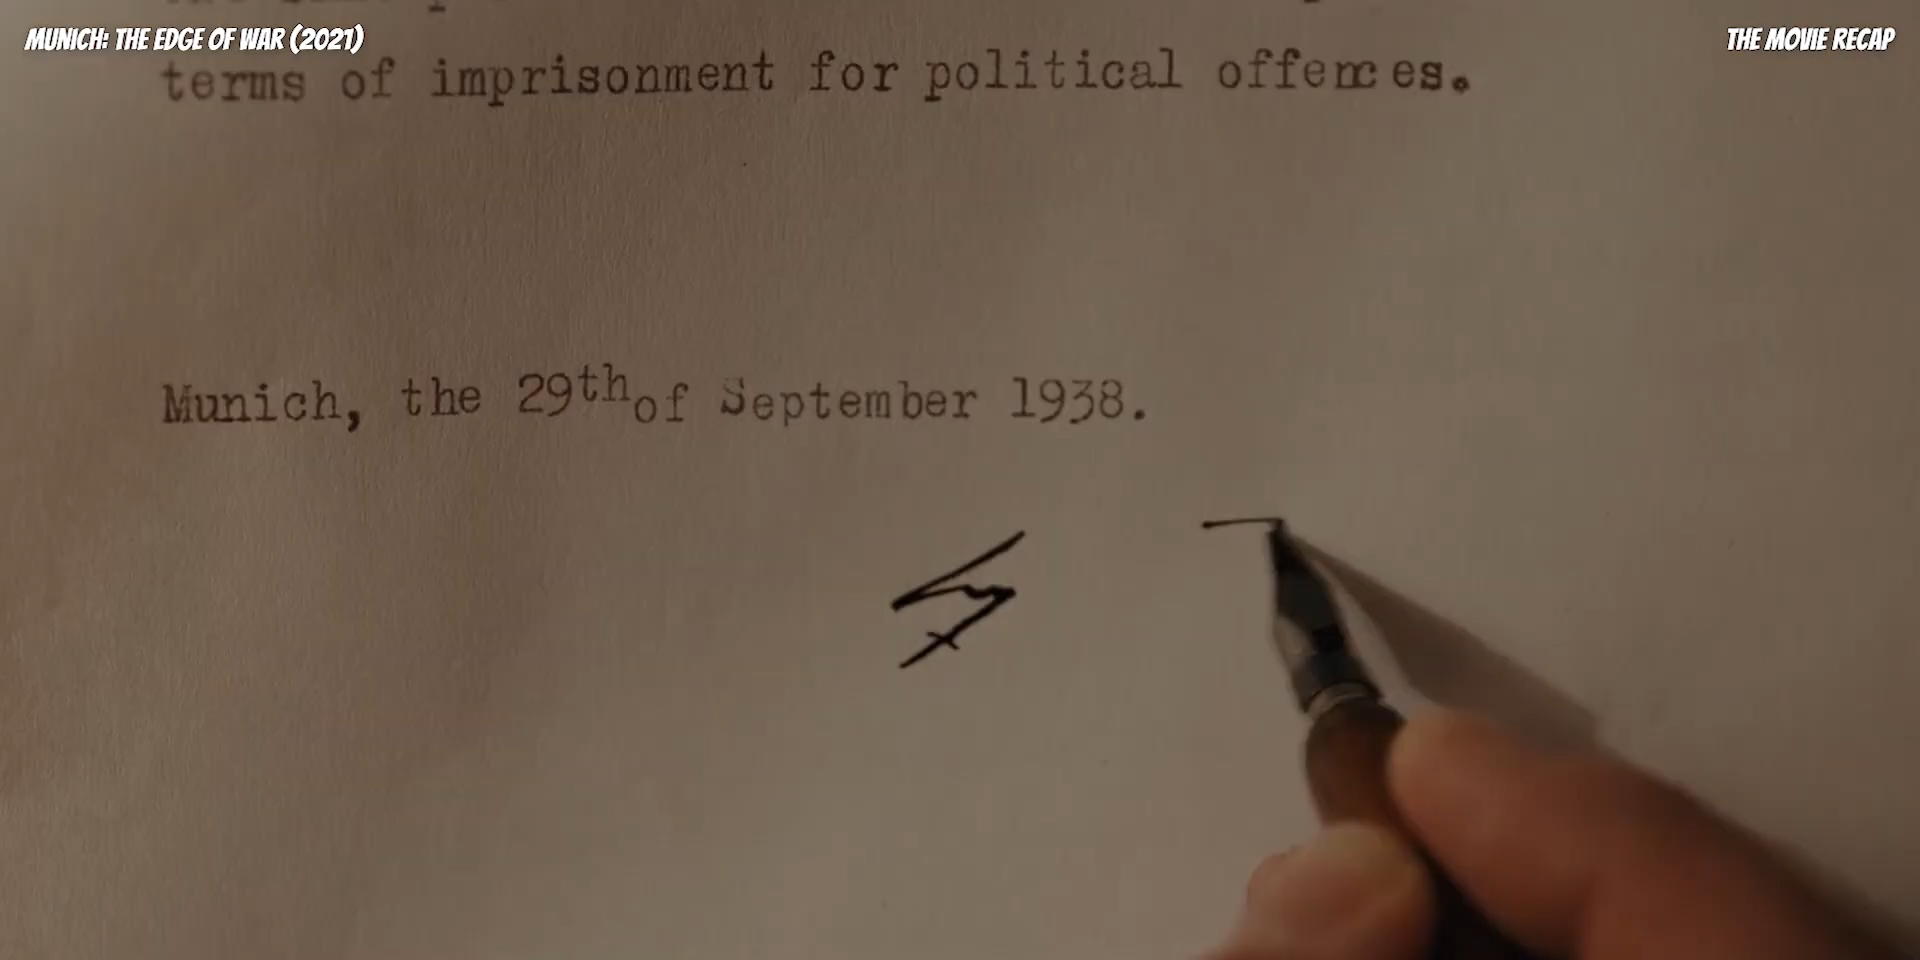 MUNICH: THE EDGE OF WAR (2021)
THE MOVIE RECAP
terms of imprisonment for political offences.
Munich, the 29th of September 1938.